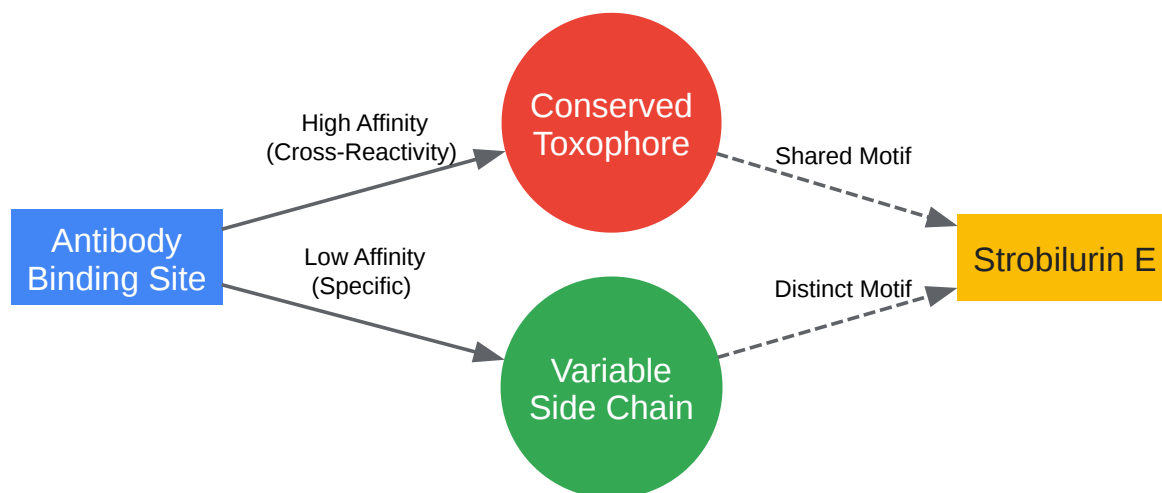 Conserved
Toxophore
High Affinity
(Cross-Reactivity)
Shared Motif
Antibody
Binding Site
Strobilurin E
Low Affinity
(Specific)
Distinct Motif
Variable
Side Chain